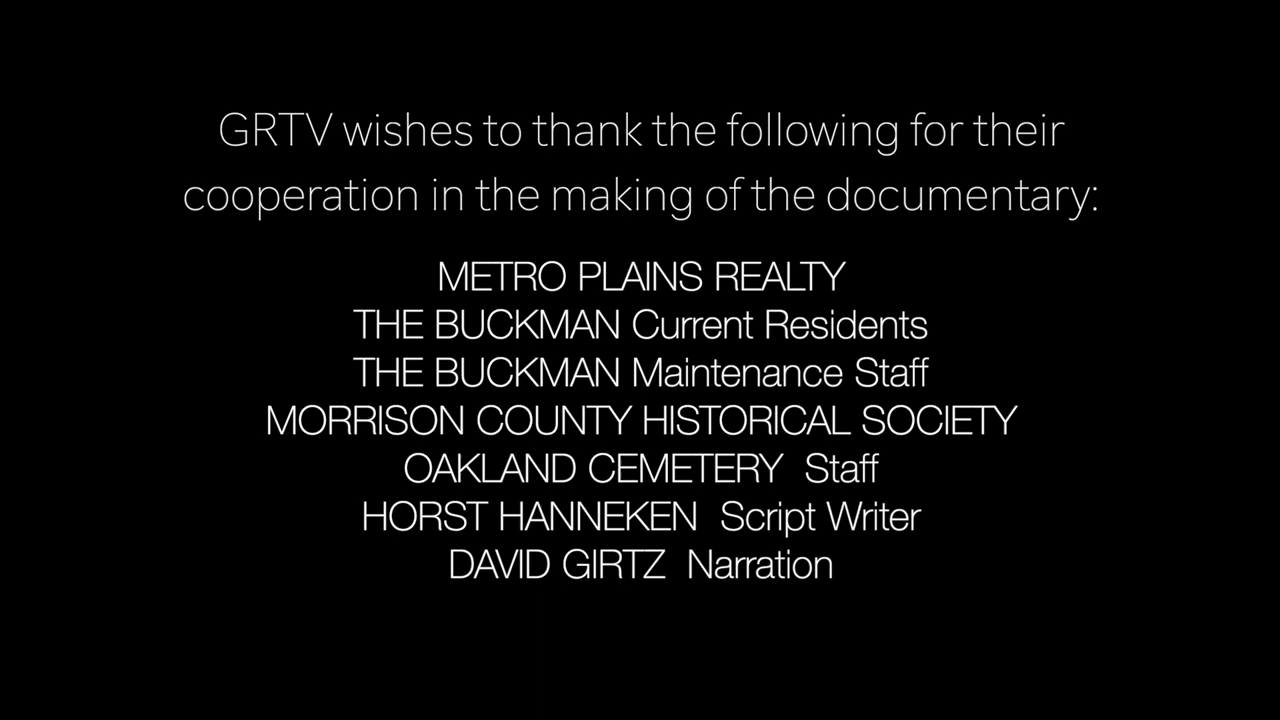 GRTV wishes to thank the following for their
cooperation in the making of the documentary:
METRO PLAINS REALTY
THE BUCKMAN Current Residents
THE BUCKMAN Maintenance Staff
MORRISON COUNTY HISTORICAL SOCIETY
OAKLAND CEMETERY  Staff
HORST HANNEKEN  Script Writer
DAVID GIRTZ  Narration